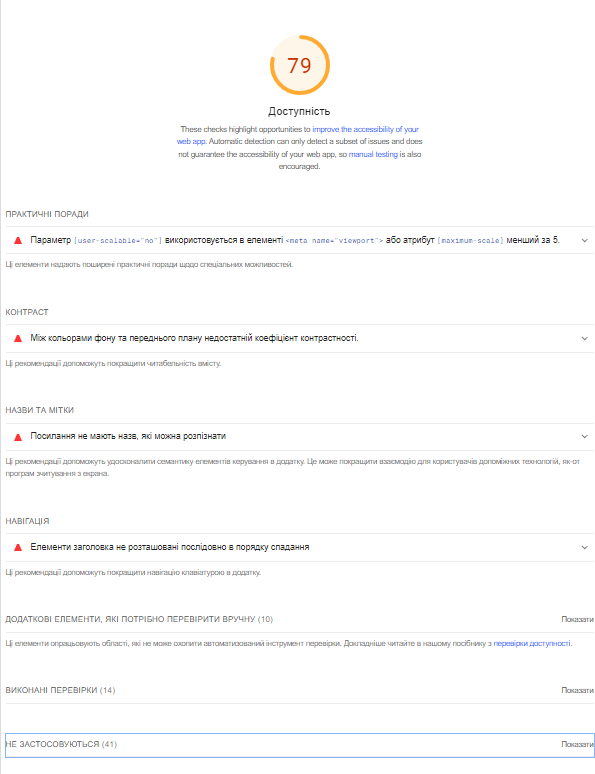 79
Доступність
These checks highlight opportunities to improve the accessibility of your
web app. Automatic detection can only detect a subset of issues and does
not guarantee the accessibility of your web app, so manual testing is also
encouraged.
ПРАКТИЧНІ ПОРАДИ
Параметр [user-scalable="no"] використовується в елементі <meta name="viewport"> або атрибут [maximum-scale] менший за 5.
Ці елементи надають поширені практичні поради щодо спеціальних можливостей.
КОНТРАСТ
Між кольорами фону та переднього плану недостатній коефіцієнт контрастності.
Ці рекомендації допоможуть покращити читабельність вмісту.
НАЗВИ ТА МІТКИ
Посилання не мають назв, які можна розпізнати
Ці рекомендації допоможуть удосконалити семантику елементів керування в додатку. Це може покращити взаємодію для користувачів допоміжних технологій, як-от
програм зчитування з екрана.
НАВІГАЦІЯ
Елементи заголовка не розташовані послідовно в порядку спадання
Ці рекомендації допоможуть покращити навігацію клавіатурою в додатку.
ДОДАТКОВІ ЕЛЕМЕНТИ, ЯКІ ПОТРІБНО ПЕРЕВІРИТИ ВРУЧНУ (10) Показати
Ці елементи опрацьовують області, які не може охопити автоматизований інструмент перевірки. Докладніше читайте в нашому посібнику з перевірки доступності.
ВИКОНАНІ ПЕРЕВІРКИ (14) Показати
НЕ ЗАСТОСОВУЮТЬСЯ (41) Показати